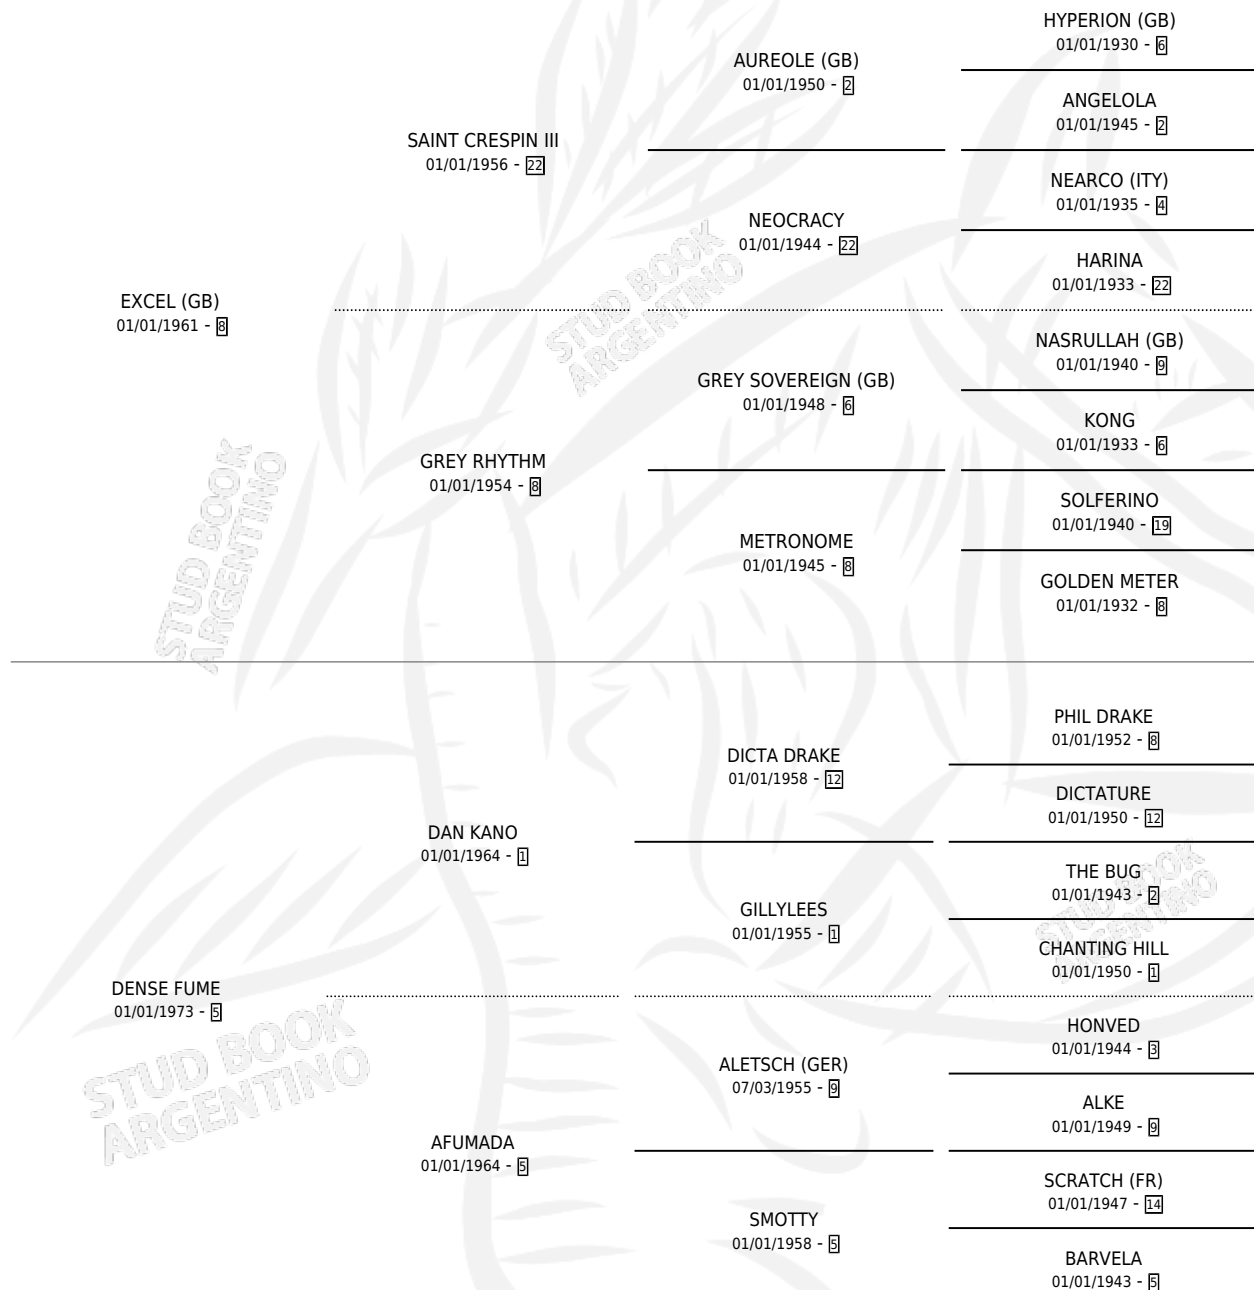 HYPERION (GB)
01/01/1930 - 6
AUREOLE (GB)
01/01/1950 - 2
ANGELOLA
01/01/1945 - 2
SAINT CRESPIN III
01/01/1956 - 22
NEARCO (ITY)
01/01/1935 - 4
NEOCRACY
01/01/1944 - 22
HARINA
01/01/1933 - 22
EXCEL (GB)
01/01/1961 - 8
NASRULLAH (GB)
01/01/1940 - 9
GREY SOVEREIGN (GB)
01/01/1948 - 6
KONG
01/01/1933 - 6
GREY RHYTHM
01/01/1954 - 8
SOLFERINO
01/01/1940 - 19
METRONOME
01/01/1945 - 8
GOLDEN METER
01/01/1932 - 8
PHIL DRAKE
01/01/1952 - 8
DICTA DRAKE
01/01/1958 - 12
DICTATURE
01/01/1950 - 12
DAN KANO
01/01/1964 - 1
THE BUG
01/01/1943 - 2
GILLYLEES
01/01/1955 - 1
CHANTING HILL
01/01/1950 - 1
DENSE FUME
01/01/1973 - 5
HONVED
01/01/1944 - 3
ALETSCH (GER)
07/03/1955 - 9
ALKE
01/01/1949 - 9
AFUMADA
01/01/1964 - 5
SCRATCH (FR)
01/01/1947 - 14
SMOTTY
01/01/1958 - 5
BARVELA
01/01/1943 - 5
STUD BOOK
ARGENTINO
STUD BOOK
ARGENTINO
STUD BOOK
ARGENTINO
STUD BOOK
ARGENTINO